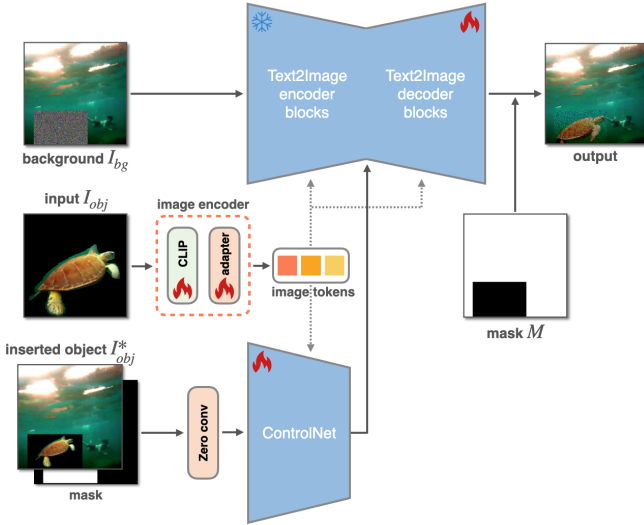 Text2Image
encoder
blocks
Text2Image
decoder
blocks
background I_bg
output
input I_obj
image encoder
CLIP
adapter
image tokens
mask M
inserted object I*_obj
Zero conv
ControlNet
mask